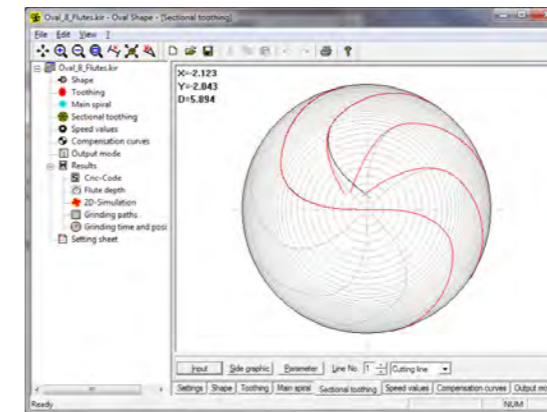 Oval_8_Flutes.kir - Oval Shape - [Sectional toothing]
File Edit View ?
Oval_8_Flutes.kir
Shape
Toothing
Main spiral
Sectional toothing
Speed values
Compensation curves
Output mode
Results
Cnc-Code
Flute depth
2D-Simulation
Grinding paths
Grinding time and posi
Setting sheet
X=-2.123
Y=-2.043
D=5.894
Input Side graphic Parameter Line No. 1 Cutting line
Settings Shape Toothing Main spiral Sectional toothing Speed values Compensation curves Output mo
Ready NUM